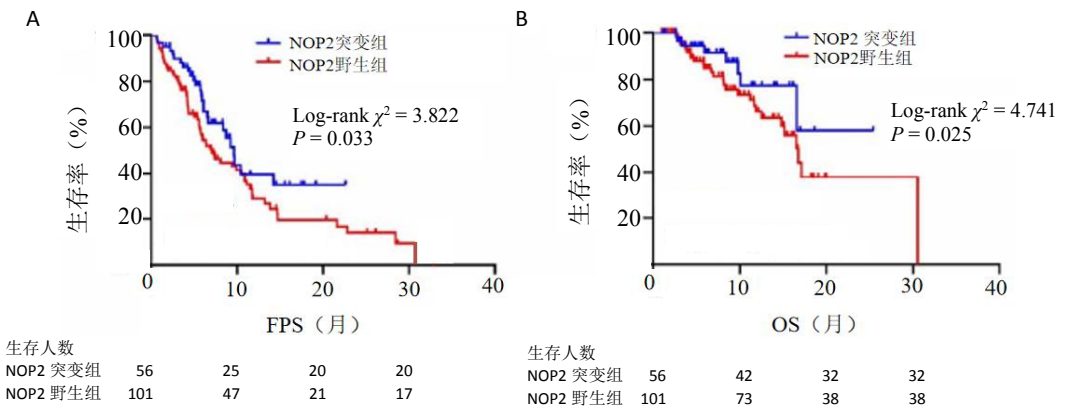 A
100
80
60
40
20
0
10
20
30
40
生存率（%）
NOP2突变组
NOP2野生组
Log-rank χ² = 3.822
P = 0.033
FPS（月）
生存人数
NOP2 突变组 56 25 20 20
NOP2 野生组 101 47 21 17
B
100
80
60
40
20
0
10
20
30
40
生存率（%）
NOP2 突变组
NOP2野生组
Log-rank χ² = 4.741
P = 0.025
OS（月）
生存人数
NOP2 突变组 56 42 32 32
NOP2 野生组 101 73 38 38